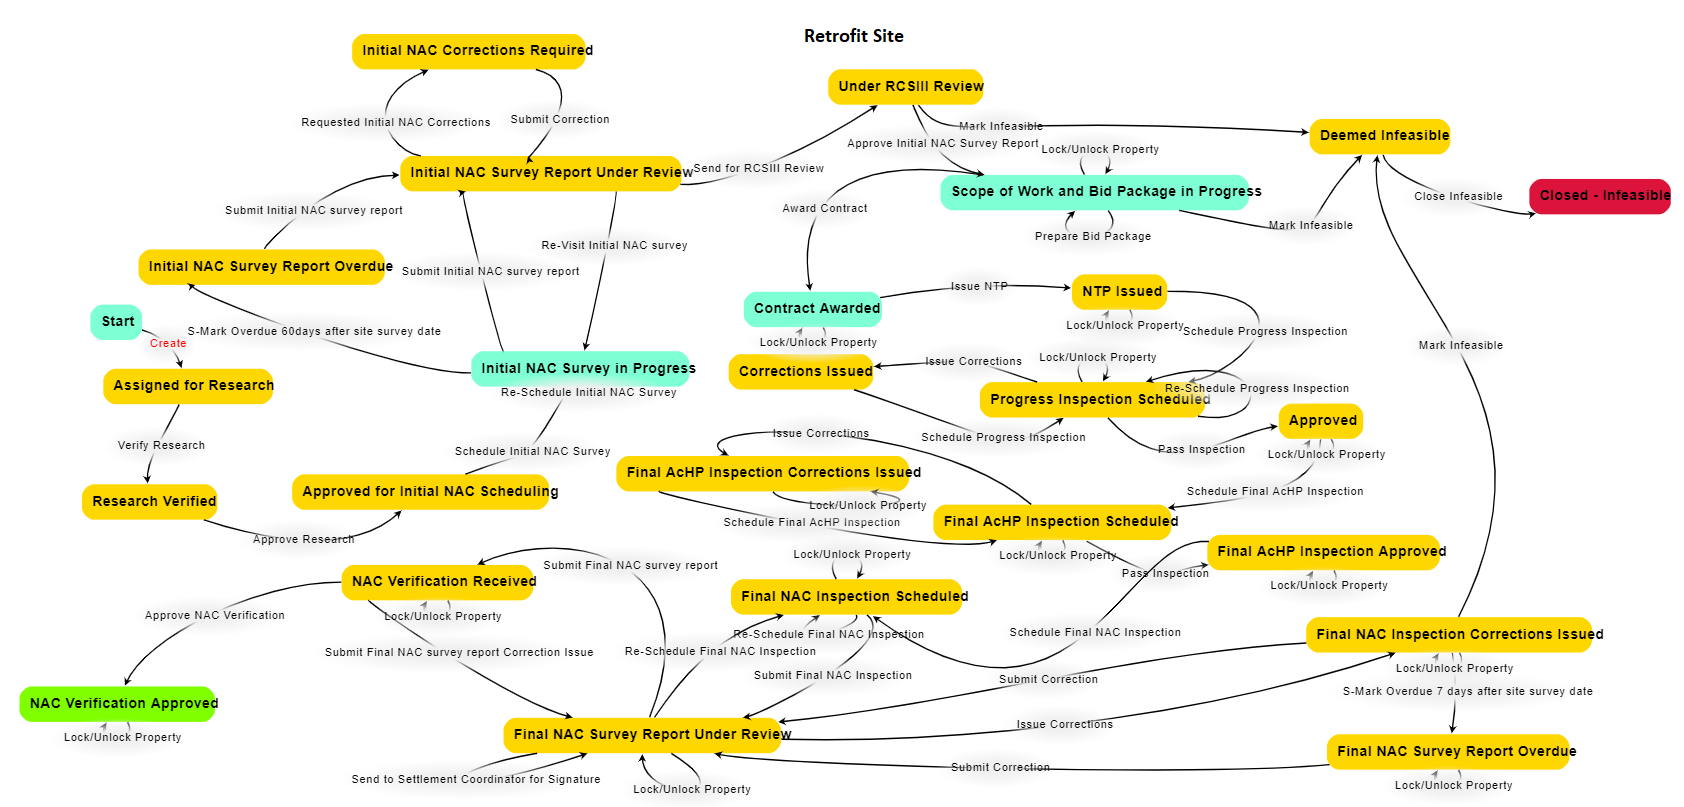 Retrofit Site
Initial NAC Corrections Required
Under RCSIII Review
Requested Initial NAC Corrections
Submit Correction
Mark Infeasible
Deemed Infeasible
Approve Initial NAC Survey Report
Lock/Unlock Property
Initial NAC Survey Report Under Review
Send for RCSIII Review
Scope of Work and Bid Package in Progress
Close Infeasible
Closed - Infeasible
Submit Initial NAC survey report
Award Contract
Mark Infeasible
Prepare Bid Package
Re-Visit Initial NAC survey
Initial NAC Survey Report Overdue
Submit Initial NAC survey report
Issue NTP
NTP Issued
Contract Awarded
Start
Create
S-Mark Overdue 60days after site survey date
Lock/Unlock Property
Schedule Progress Inspection
Lock/Unlock Property
Mark Infeasible
Issue Corrections
Lock/Unlock Property
Initial NAC Survey in Progress
Corrections Issued
Assigned for Research
Re-Schedule Initial NAC Survey
Re-Schedule Progress Inspection
Progress Inspection Scheduled
Approved
Issue Corrections
Schedule Progress Inspection
Verify Research
Schedule Initial NAC Survey
Pass Inspection
Lock/Unlock Property
Final AcHP Inspection Corrections Issued
Approved for Initial NAC Scheduling
Schedule Final AcHP Inspection
Research Verified
Lock/Unlock Property
Schedule Final AcHP Inspection
Final AcHP Inspection Scheduled
Approve Research
Lock/Unlock Property
Lock/Unlock Property
Final AcHP Inspection Approved
Submit Final NAC survey report
Pass Inspection
NAC Verification Received
Lock/Unlock Property
Final NAC Inspection Scheduled
Approve NAC Verification
Lock/Unlock Property
Re-Schedule Final NAC Inspection
Schedule Final NAC Inspection
Final NAC Inspection Corrections Issued
Submit Final NAC survey report Correction Issue
Re-Schedule Final NAC Inspection
Lock/Unlock Property
Submit Final NAC Inspection
Submit Correction
S-Mark Overdue 7 days after site survey date
NAC Verification Approved
Issue Corrections
Lock/Unlock Property
Final NAC Survey Report Under Review
Final NAC Survey Report Overdue
Submit Correction
Send to Settlement Coordinator for Signature
Lock/Unlock Property
Lock/Unlock Property